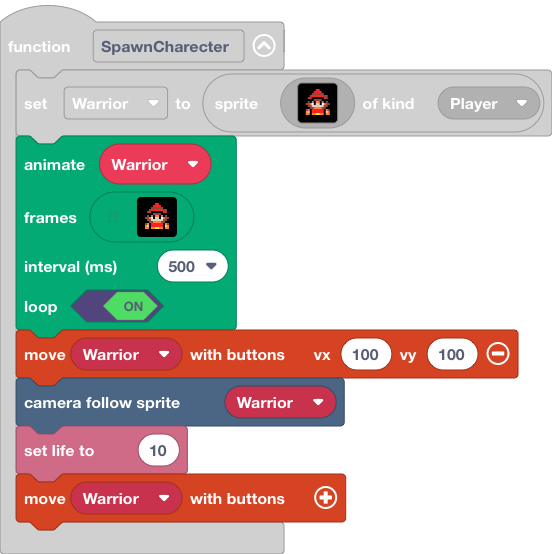 function SpawnCharecter
set Warrior to sprite of kind Player
animate Warrior
frames
interval (ms) 500
loop ON
move Warrior with buttons vx 100 vy 100
camera follow sprite Warrior
set life to 10
move Warrior with buttons